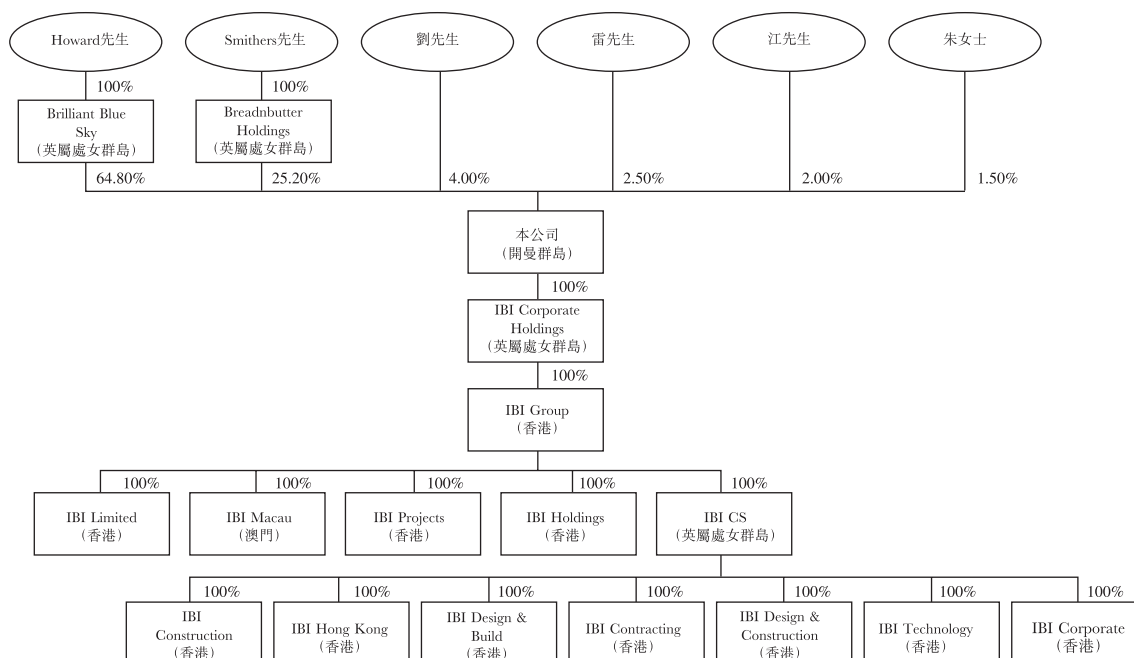 Howard先生
Smithers先生
劉先生
雷先生
江先生
朱女士
100%
100%
Brilliant Blue
Sky
(英屬處女群島)
Breadnbutter
Holdings
(英屬處女群島)
64.80%
25.20%
4.00%
2.50%
2.00%
1.50%
本公司
(開曼群島)
100%
IBI Corporate
Holdings
(英屬處女群島)
100%
IBI Group
(香港)
100%
100%
100%
100%
100%
IBI Limited
(香港)
IBI Macau
(澳門)
IBI Projects
(香港)
IBI Holdings
(香港)
IBI CS
(英屬處女群島)
100%
100%
100%
100%
100%
100%
100%
IBI
Construction
(香港)
IBI Hong Kong
(香港)
IBI Design &
Build
(香港)
IBI Contracting
(香港)
IBI Design &
Construction
(香港)
IBI Technology
(香港)
IBI Corporate
(香港)